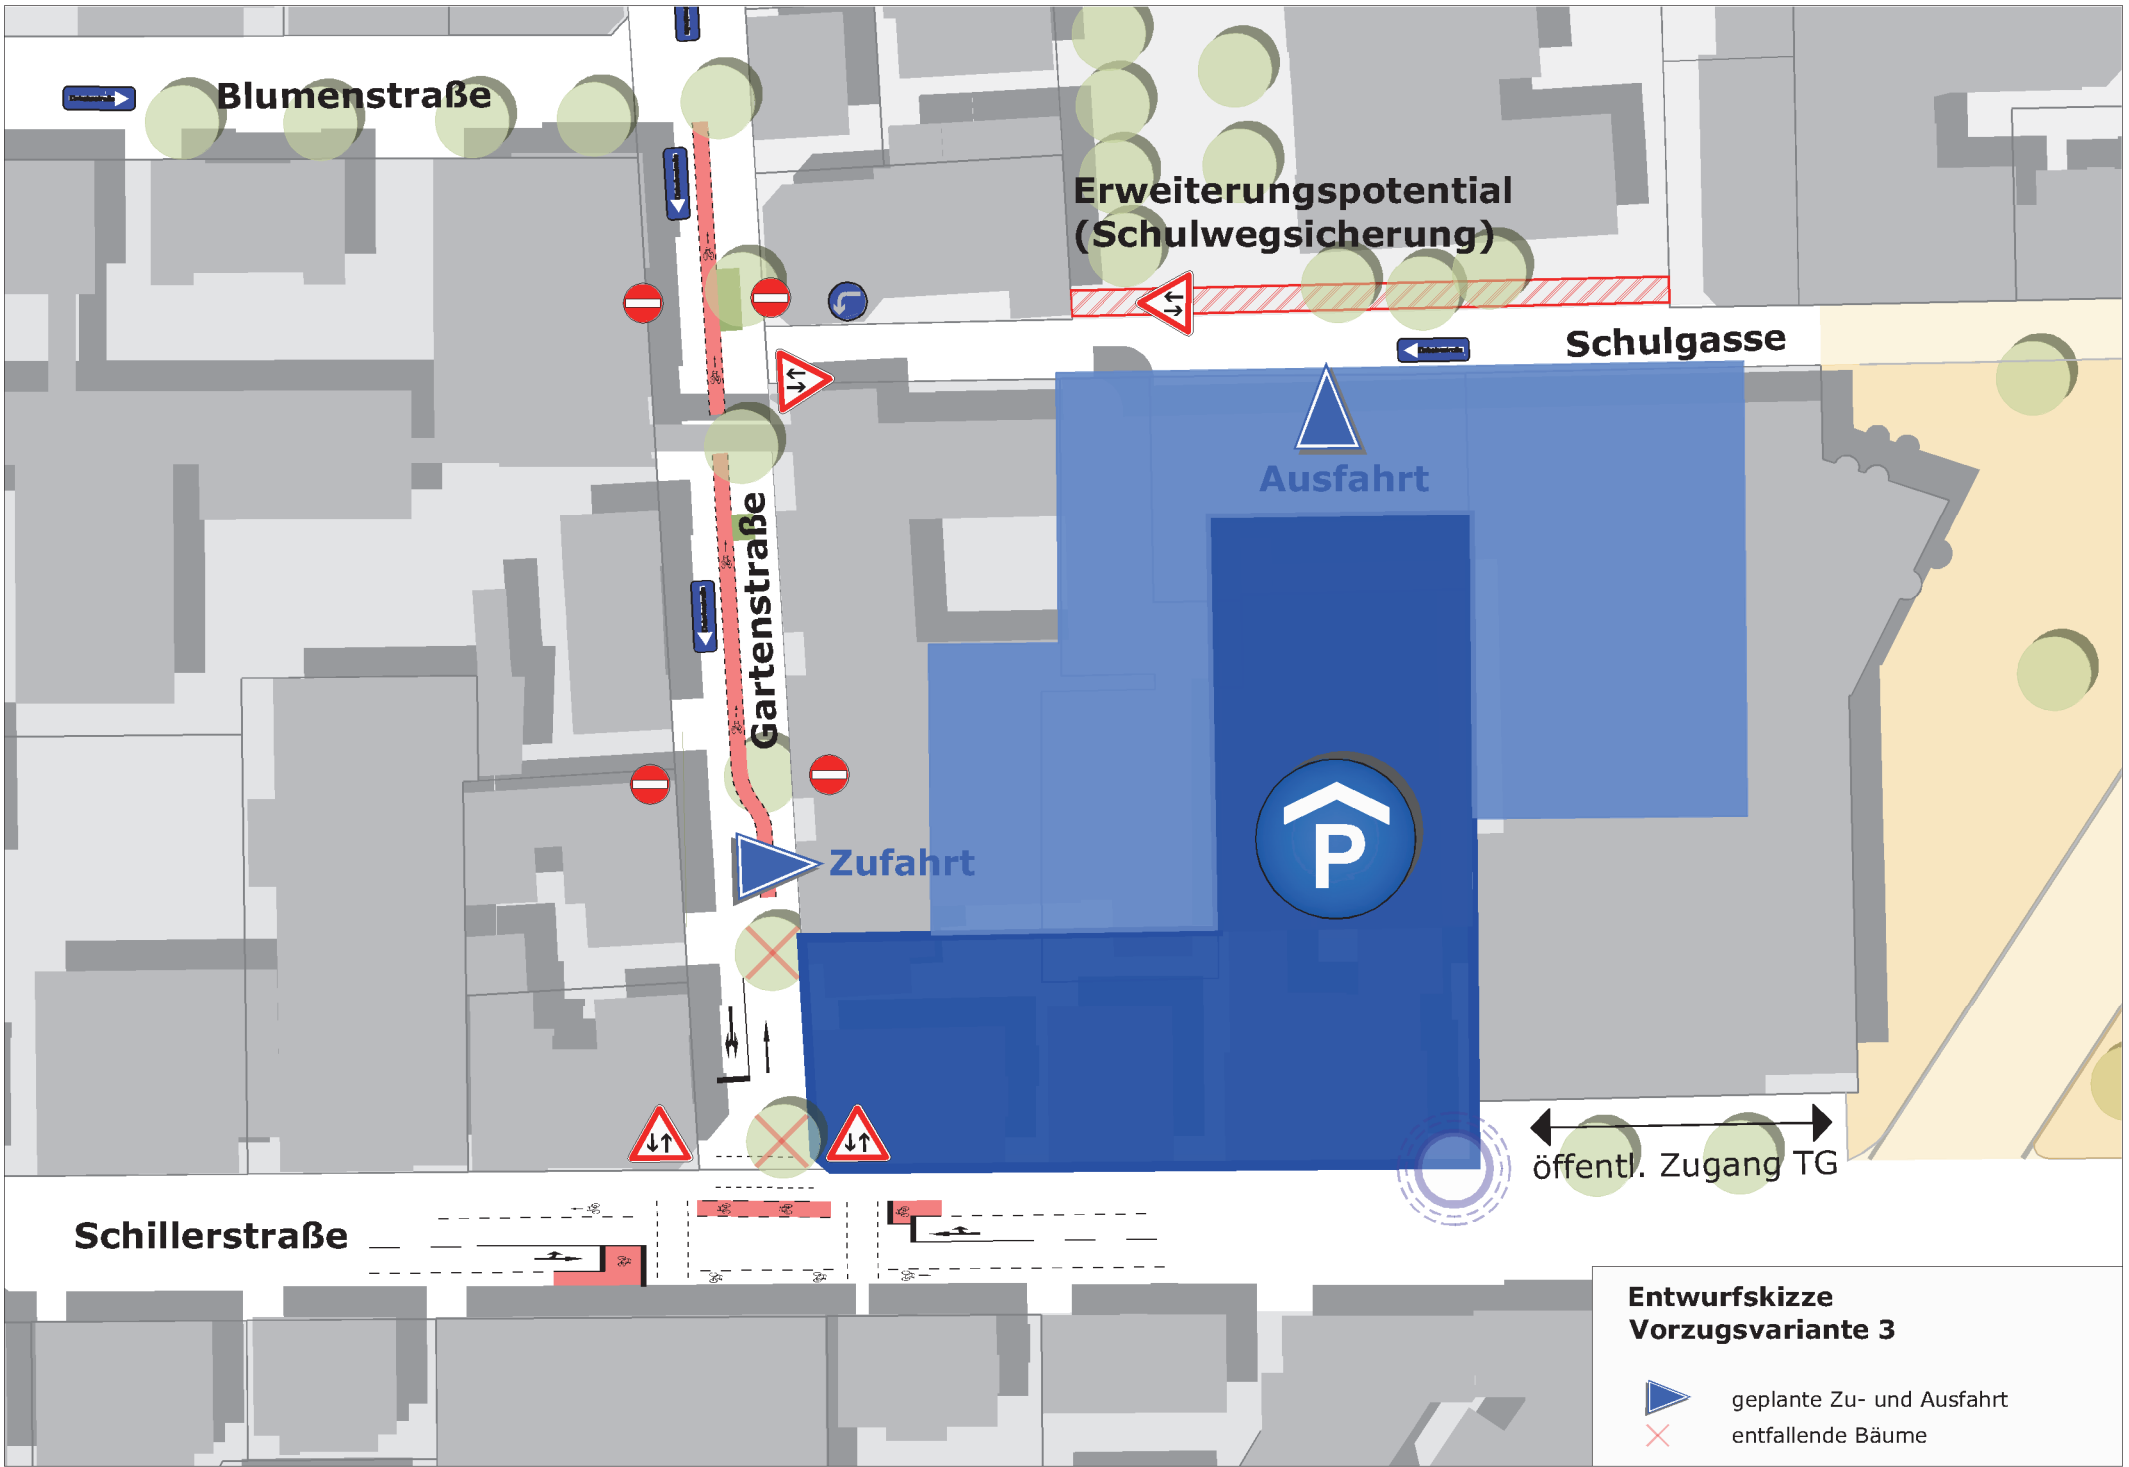 Blumenstraße
Erweiterungspotential
(Schulwegsicherung)
Schulgasse
Ausfahrt
Gartenstraße
P
Zufahrt
öffentl. Zugang TG
Schillerstraße
Entwurfskizze
Vorzugsvariante 3
geplante Zu- und Ausfahrt
entfallende Bäume